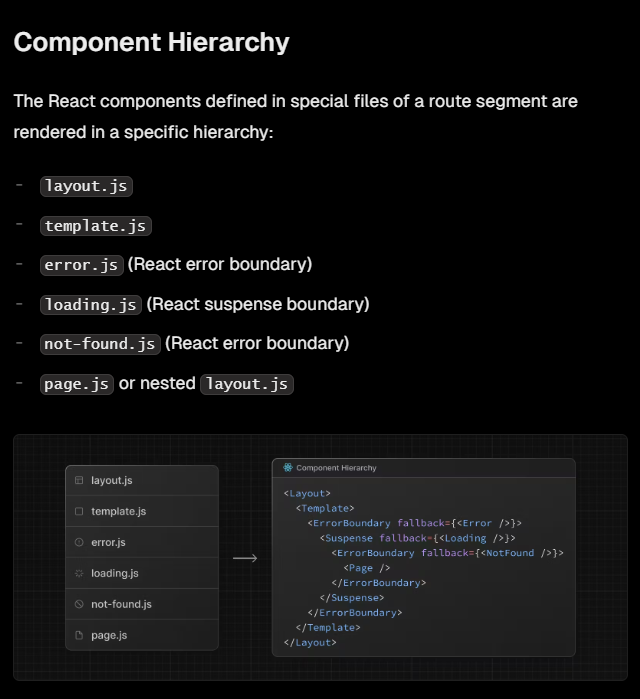 Component Hierarchy
The React components defined in special files of a route segment are
rendered in a specific hierarchy:
- layout.js
- template.js
- error.js (React error boundary)
- loading.js (React suspense boundary)
- not-found.js (React error boundary)
- page.js or nested layout.js
layout.js
template.js
error.js
loading.js
not-found.js
page.js
Component Hierarchy
<Layout>
<Template>
<ErrorBoundary fallback={<Error />}>
<Suspense fallback={<Loading />}>
<ErrorBoundary fallback={<NotFound />}>
<Page />
</ErrorBoundary>
</Suspense>
</ErrorBoundary>
</Template>
</Layout>